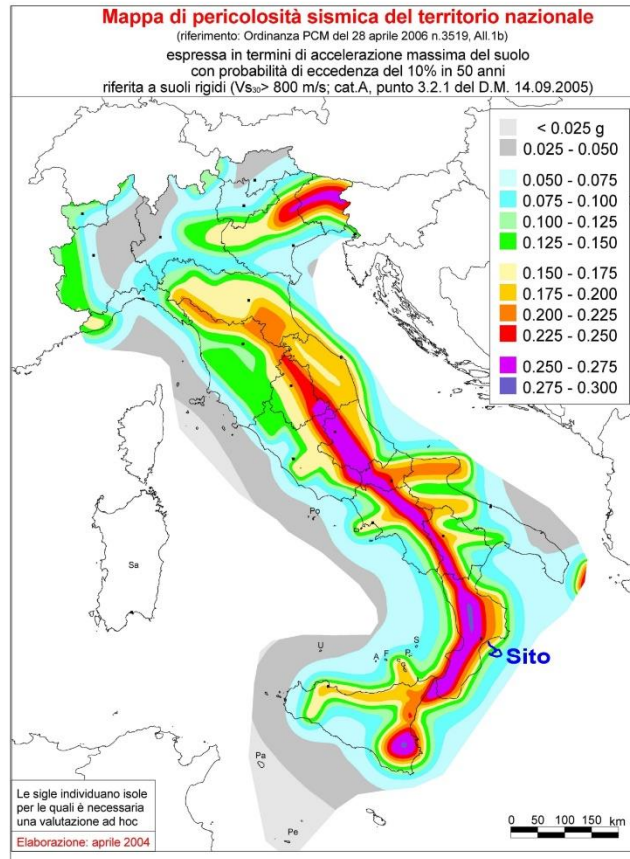 Mappa di pericolosità sismica del territorio nazionale
(riferimento: Ordinanza PCM del 28 aprile 2006 n.3519, All.1b)
espressa in termini di accelerazione massima del suolo
con probabilità di eccedenza del 10% in 50 anni
riferita a suoli rigidi (Vs30> 800 m/s; cat.A, punto 3.2.1 del D.M. 14.09.2005)
< 0.025 g
0.025 - 0.050
0.050 - 0.075
0.075 - 0.100
0.100 - 0.125
0.125 - 0.150
0.150 - 0.175
0.175 - 0.200
0.200 - 0.225
0.225 - 0.250
0.250 - 0.275
0.275 - 0.300
Po
Sa
U
A
F
P
S
Sito
Pa
Pe
Le sigle individuano isole
per le quali è necessaria
una valutazione ad hoc
Elaborazione: aprile 2004
0 50 100 150 km